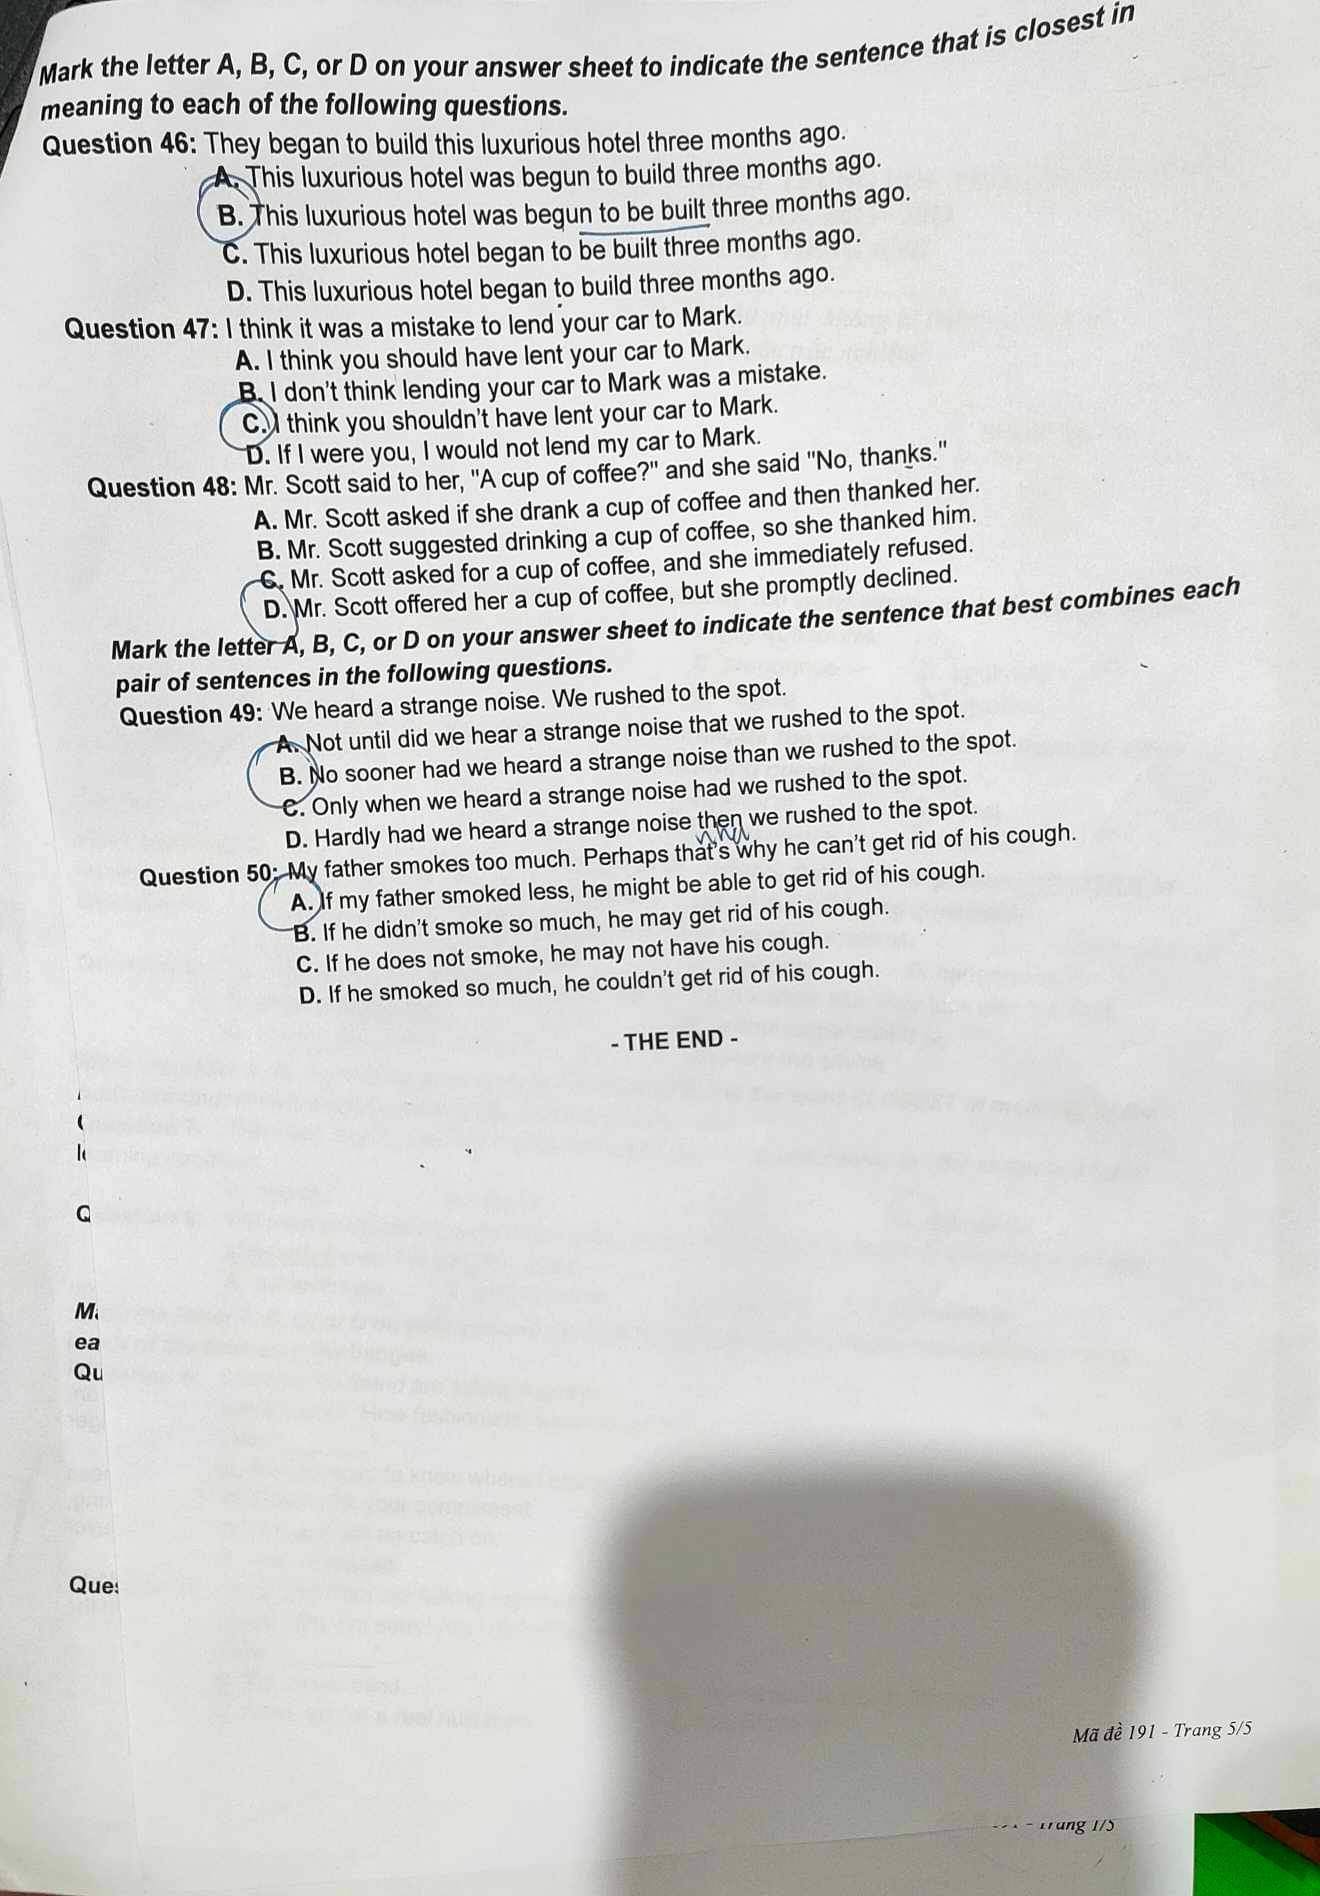 Mark the letter A, B, C, or D on your answer sheet to indicate the sentence that is closest in
meaning to each of the following questions.
Question 46: They began to build this luxurious hotel three months ago.
A. This luxurious hotel was begun to build three months ago.
B. This luxurious hotel was begun to be built three months ago.
C. This luxurious hotel began to be built three months ago.
D. This luxurious hotel began to build three months ago.
Question 47: I think it was a mistake to lend your car to Mark.
A. I think you should have lent your car to Mark.
B. I don't think lending your car to Mark was a mistake.
C. I think you shouldn't have lent your car to Mark.
D. If I were you, I would not lend my car to Mark.
Question 48: Mr. Scott said to her, "A cup of coffee?" and she said "No, thanks."
A. Mr. Scott asked if she drank a cup of coffee and then thanked her.
B. Mr. Scott suggested drinking a cup of coffee, so she thanked him.
C. Mr. Scott asked for a cup of coffee, and she immediately refused.
D. Mr. Scott offered her a cup of coffee, but she promptly declined.
Mark the letter A, B, C, or D on your answer sheet to indicate the sentence that best combines each
pair of sentences in the following questions.
Question 49: We heard a strange noise. We rushed to the spot.
A. Not until did we hear a strange noise that we rushed to the spot.
B. No sooner had we heard a strange noise than we rushed to the spot.
C. Only when we heard a strange noise had we rushed to the spot.
D. Hardly had we heard a strange noise then we rushed to the spot.
Question 50: My father smokes too much. Perhaps that's why he can't get rid of his cough.
A. If my father smoked less, he might be able to get rid of his cough.
B. If he didn't smoke so much, he may get rid of his cough.
C. If he does not smoke, he may not have his cough.
D. If he smoked so much, he couldn't get rid of his cough.
- THE END -
Q
ea
Qu
Mã đề 191 - Trang 5/5
Trang 1/5